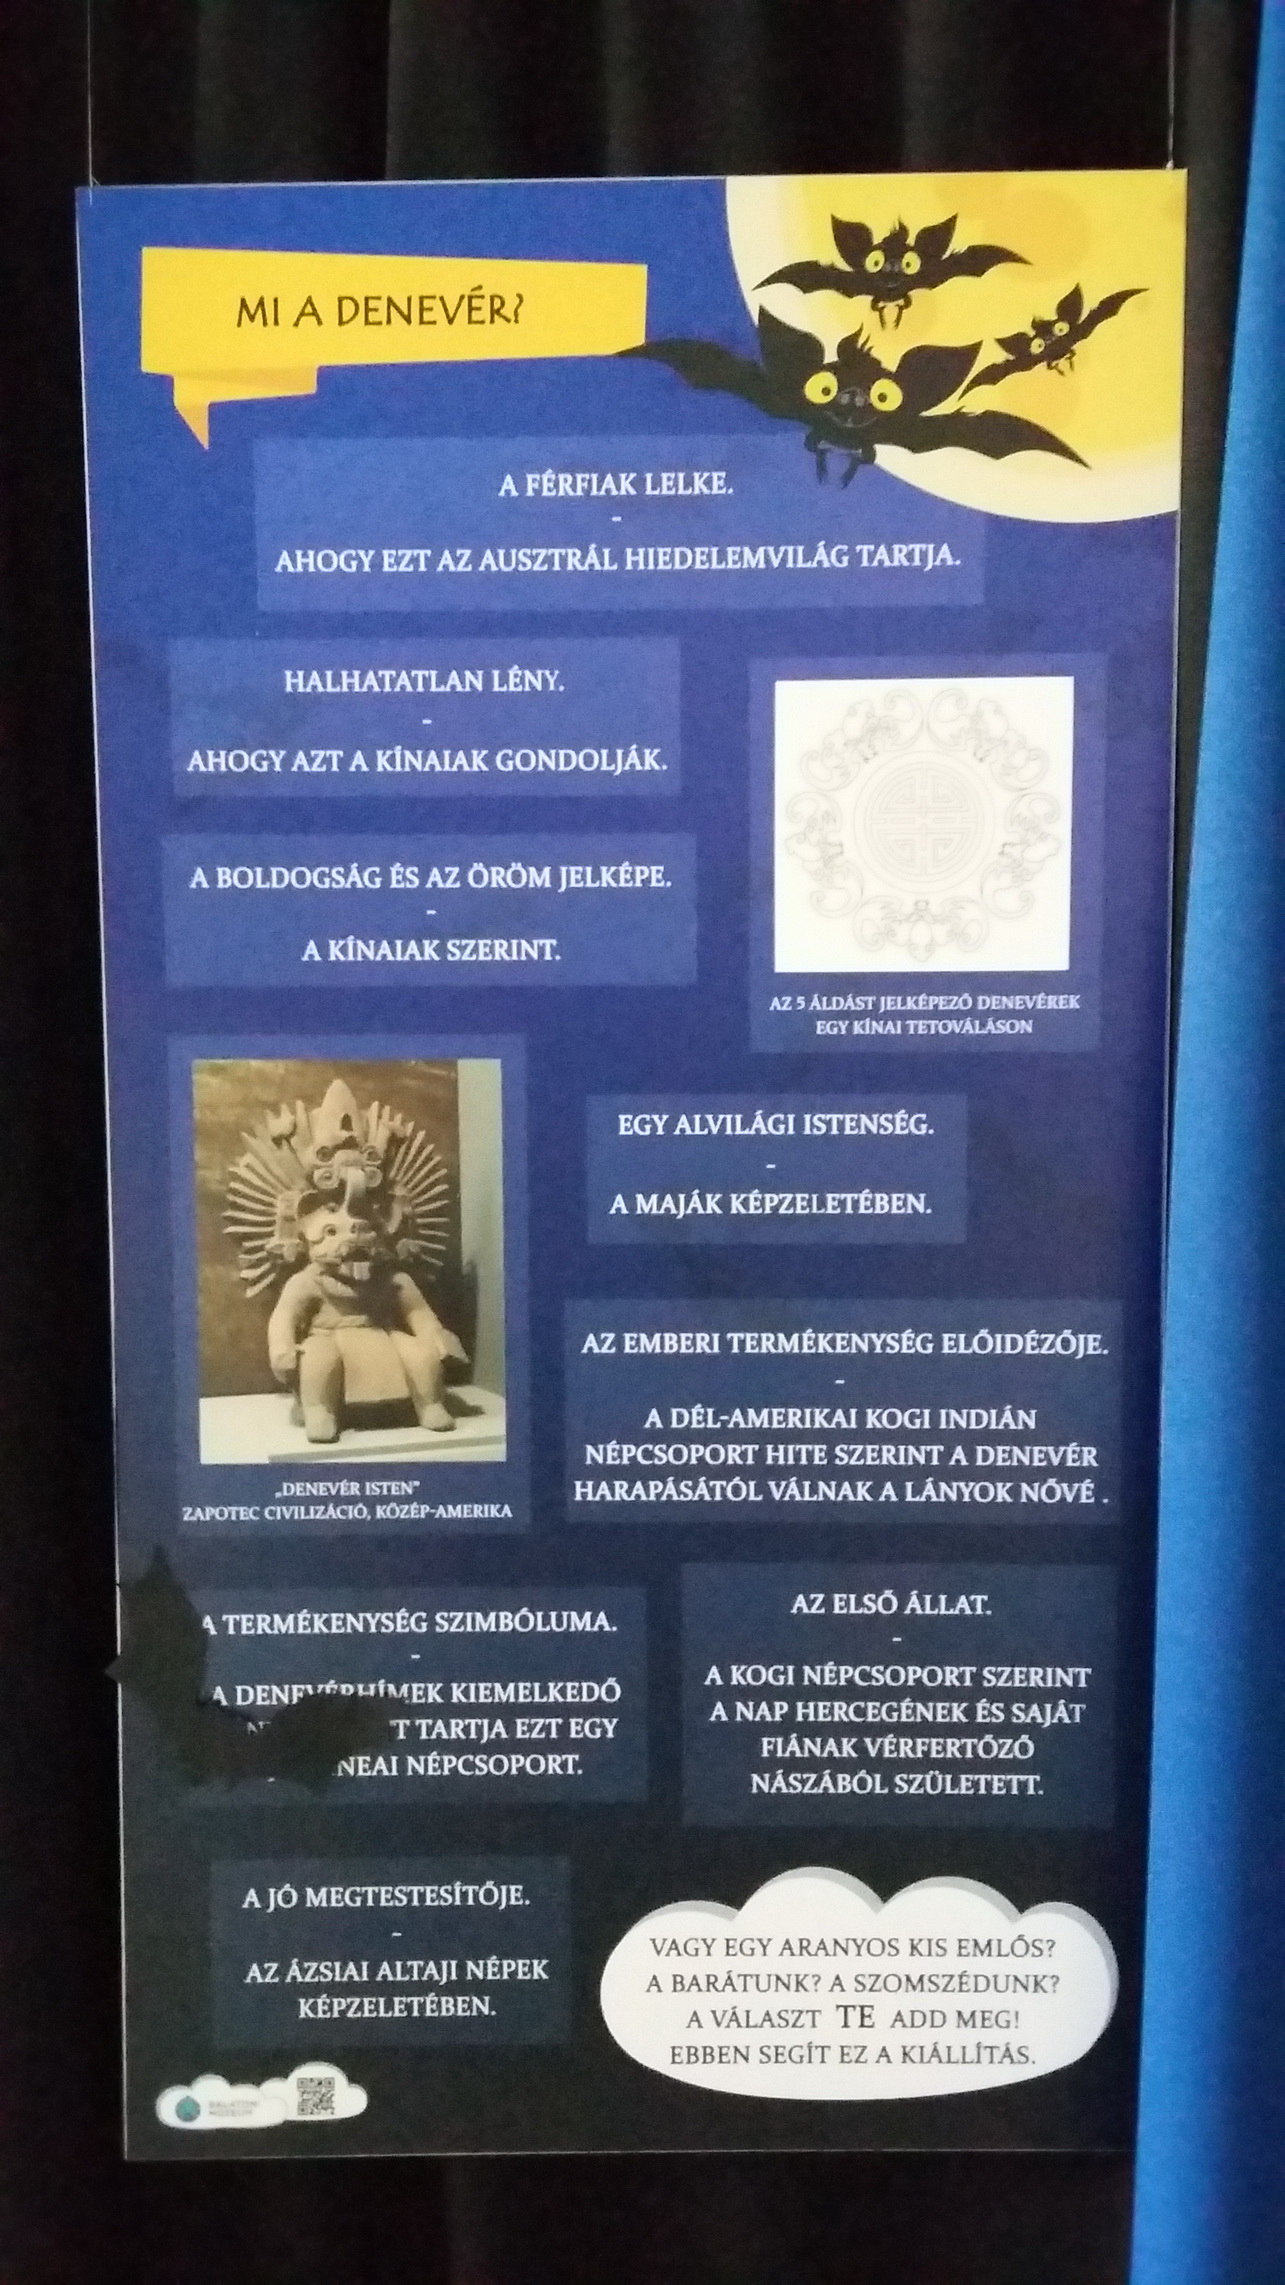 MI A DENEVÉR?
A FÉRFIAK LELKE.
-
AHOGY EZT AZ AUSZTRÁL HIEDELEMVILÁG TARTJA.
HALHATATLAN LÉNY.
-
AHOGY AZT A KÍNAIAK GONDOLJÁK.
A BOLDOGSÁG ÉS AZ ÖRÖM JELKÉPE.
-
A KÍNAIAK SZERINT.
AZ 5 ÁLDÁST JELKÉPEZŐ DENEVÉREK
EGY KÍNAI TETOVÁLÁSON
EGY ALVILÁGI ISTENSÉG.
-
A MAJÁK KÉPZELETÉBEN.
„DENEVÉR ISTEN"
ZAPOTEC CIVILIZÁCIÓ, KÖZÉP-AMERIKA
AZ EMBERI TERMÉKENYSÉG ELŐIDÉZŐJE.
-
A DÉL-AMERIKAI KOGI INDIÁN
NÉPCSOPORT HITE SZERINT A DENEVÉR
HARAPÁSÁTÓL VÁLNAK A LÁNYOK NŐVÉ .
A TERMÉKENYSÉG SZIMBÓLUMA.
-
A DENEVÉRHÍMEK KIEMELKEDŐ
TARTJA EZT EGY
NÉPCSOPORT.
AZ ELSŐ ÁLLAT.
-
A KOGI NÉPCSOPORT SZERINT
A NAP HERCEGÉNEK ÉS SAJÁT
FIÁNAK VÉRFERTŐZŐ
NÁSZÁBÓL SZÜLETETT.
A JÓ MEGTESTESÍTŐJE.
-
AZ ÁZSIAI ALTAJI NÉPEK
KÉPZELETÉBEN.
VAGY EGY ARANYOS KIS EMLŐS?
A BARÁTUNK? A SZOMSZÉDUNK?
A VÁLASZT TE ADD MEG!
EBBEN SEGÍT EZ A KIÁLLÍTÁS.
BALATONI
MÚZEUM